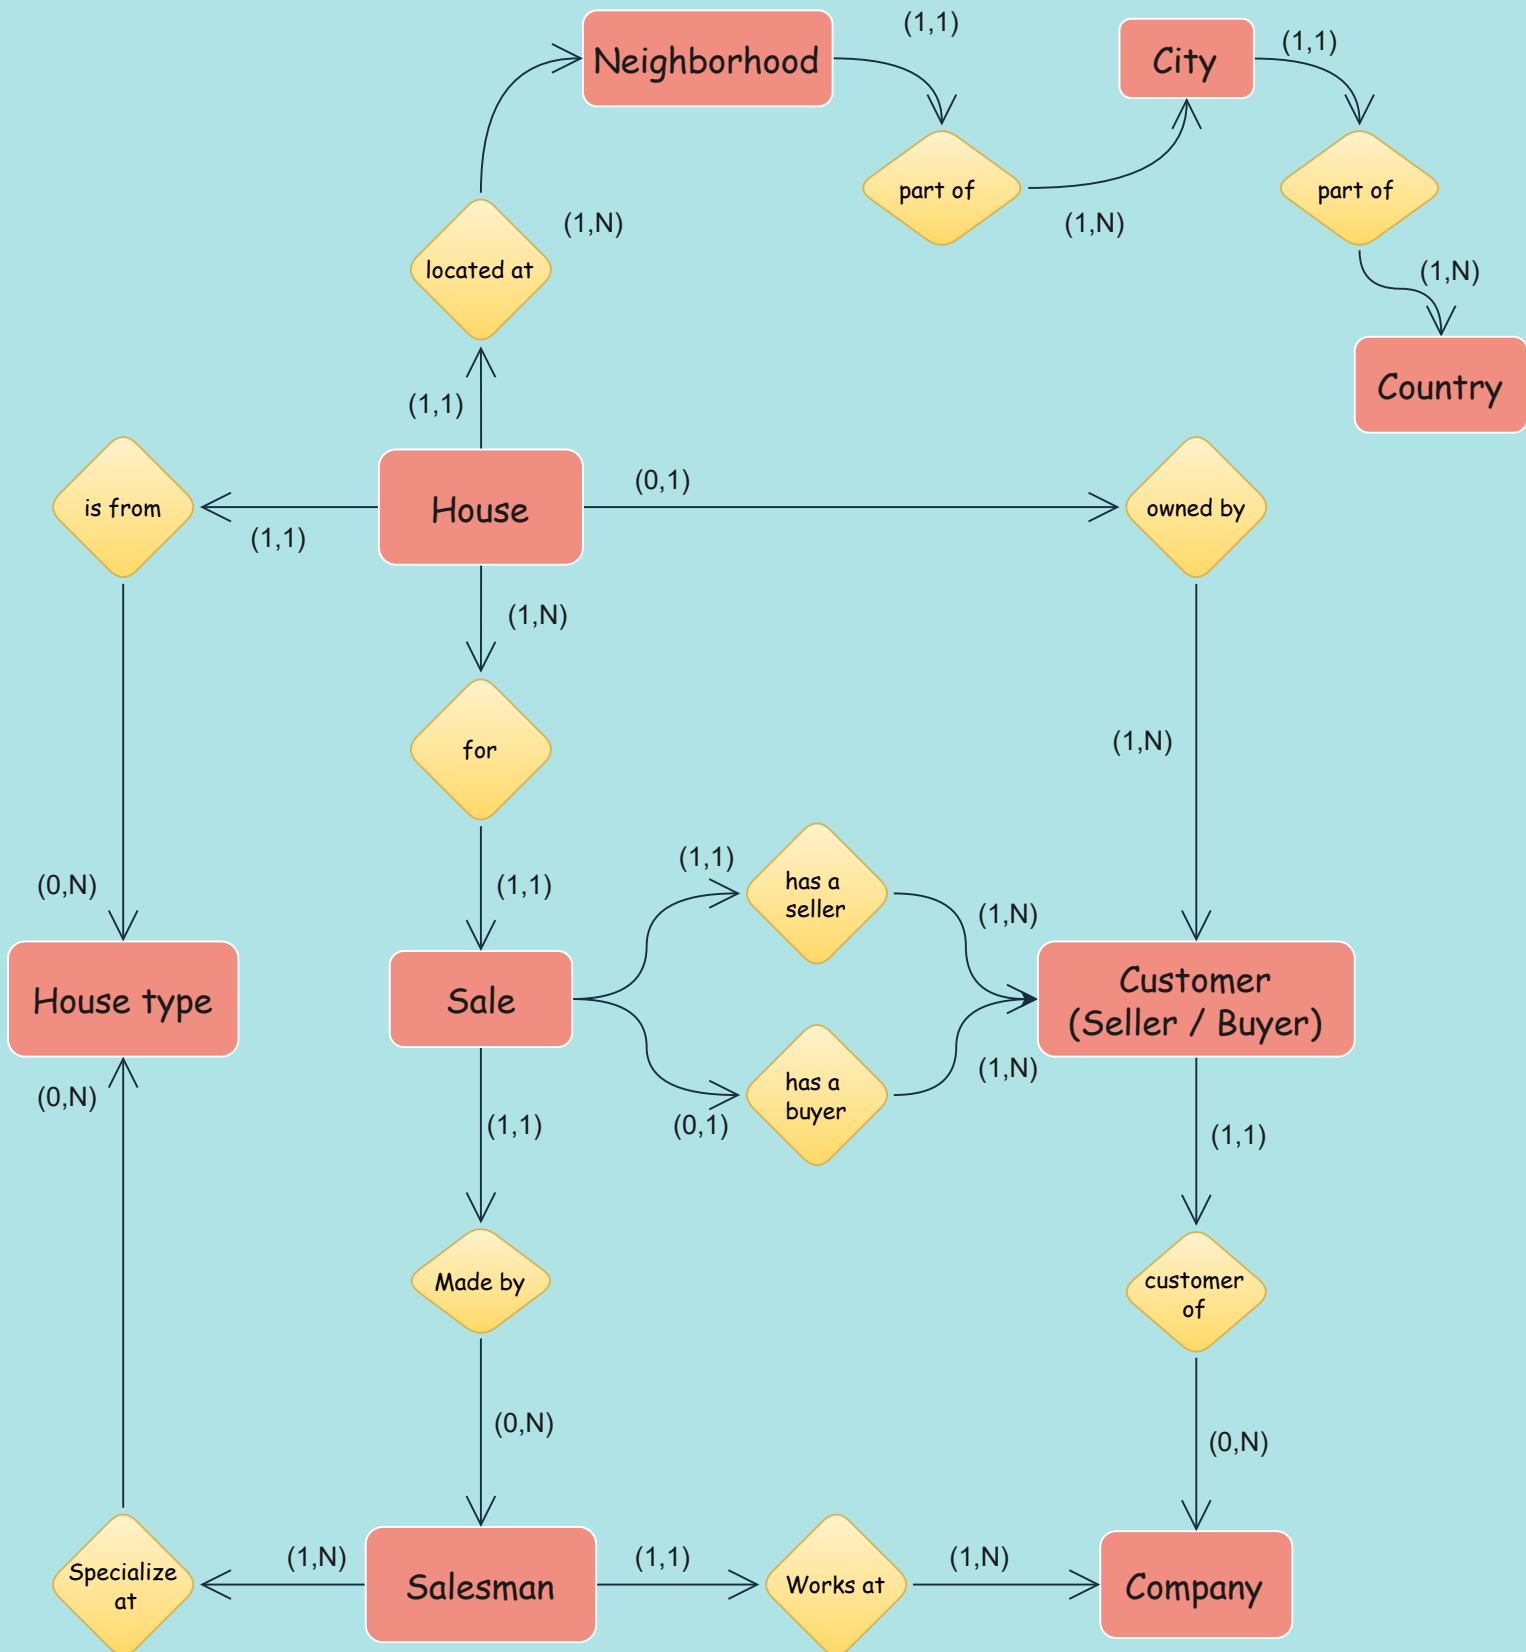 (1,1)
Neighborhood
City
(1,1)
part of
part of
(1,N)
(1,N)
located at
(1,N)
Country
(1,1)
is from
House
(0,1)
owned by
(1,1)
(1,N)
(1,N)
for
(0,N)
(1,1)
(1,1)
has a
seller
(1,N)
House type
Sale
Customer
(Seller / Buyer)
(0,N)
(1,1)
(0,1)
has a
buyer
(1,N)
(1,1)
Made by
customer
of
(0,N)
(0,N)
Specialize
at
(1,N)
Salesman
(1,1)
Works at
(1,N)
Company